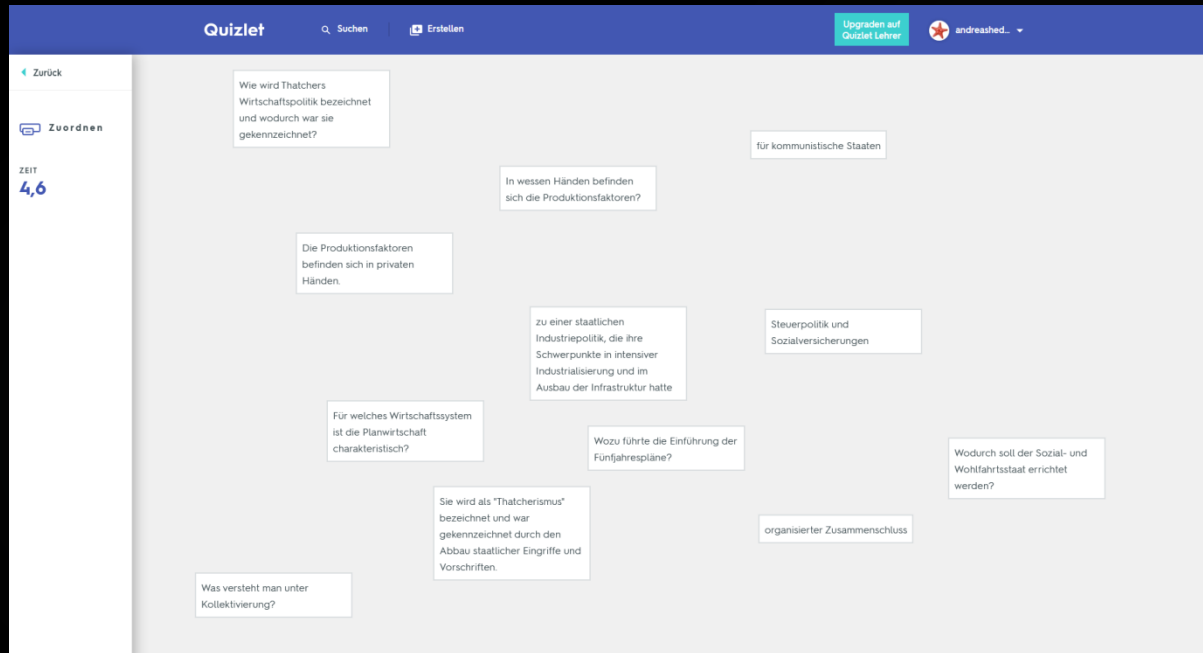 Quizlet
Suchen
Erstellen
Upgraden auf
Quizlet Lehrer
andreashed...
Zurück
Zuordnen
ZEIT
4,6
Wie wird Thatchers
Wirtschaftspolitik bezeichnet
und wodurch war sie
gekennzeichnet?
für kommunistische Staaten
In wessen Händen befinden
sich die Produktionsfaktoren?
Die Produktionsfaktoren
befinden sich in privaten
Händen.
zu einer staatlichen
Industriepolitik, die ihre
Schwerpunkte in intensiver
Industrialisierung und im
Ausbau der Infrastruktur hatte
Steuerpolitik und
Sozialversicherungen
Für welches Wirtschaftssystem
ist die Planwirtschaft
charakteristisch?
Wozu führte die Einführung der
Fünfjahrespläne?
Wodurch soll der Sozial- und
Wohlfahrtsstaat errichtet
werden?
Sie wird als "Thatcherismus"
bezeichnet und war
gekennzeichnet durch den
Abbau staatlicher Eingriffe und
Vorschriften.
organisierter Zusammenschluss
Was versteht man unter
Kollektivierung?